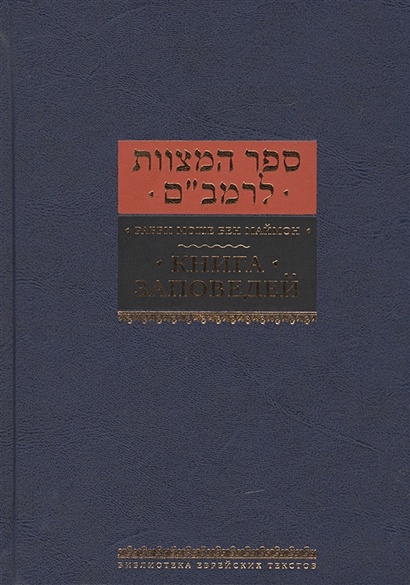 ספר המצוות
· לרמב"ם ·
· РАББИ МОШЕ БЕН МАЙМОН ·
· КНИГА ·
ЗАПОВЕДЕЙ
БИБЛИОТЕКА ЕВРЕЙСКИХ ТЕКСТОВ